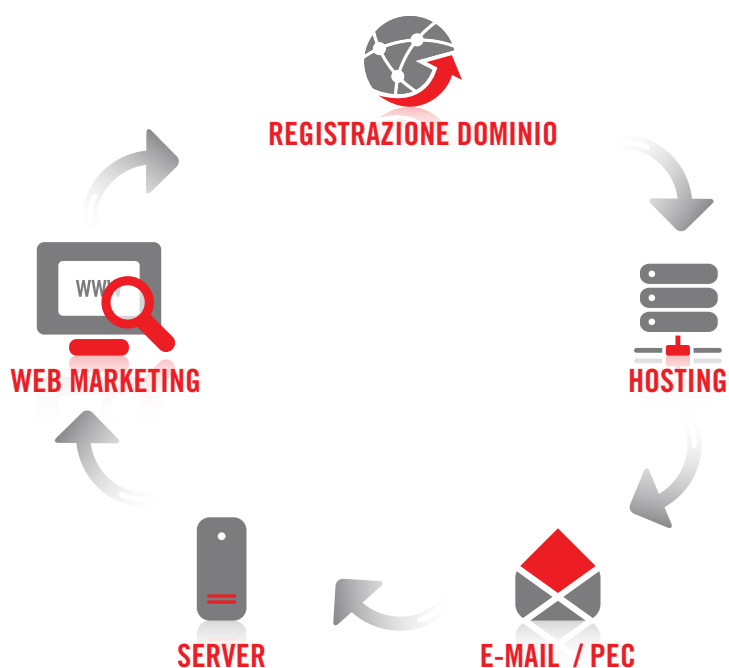 REGISTRAZIONE DOMINIO
WWW
WEB MARKETING
HOSTING
SERVER
E-MAIL / PEC